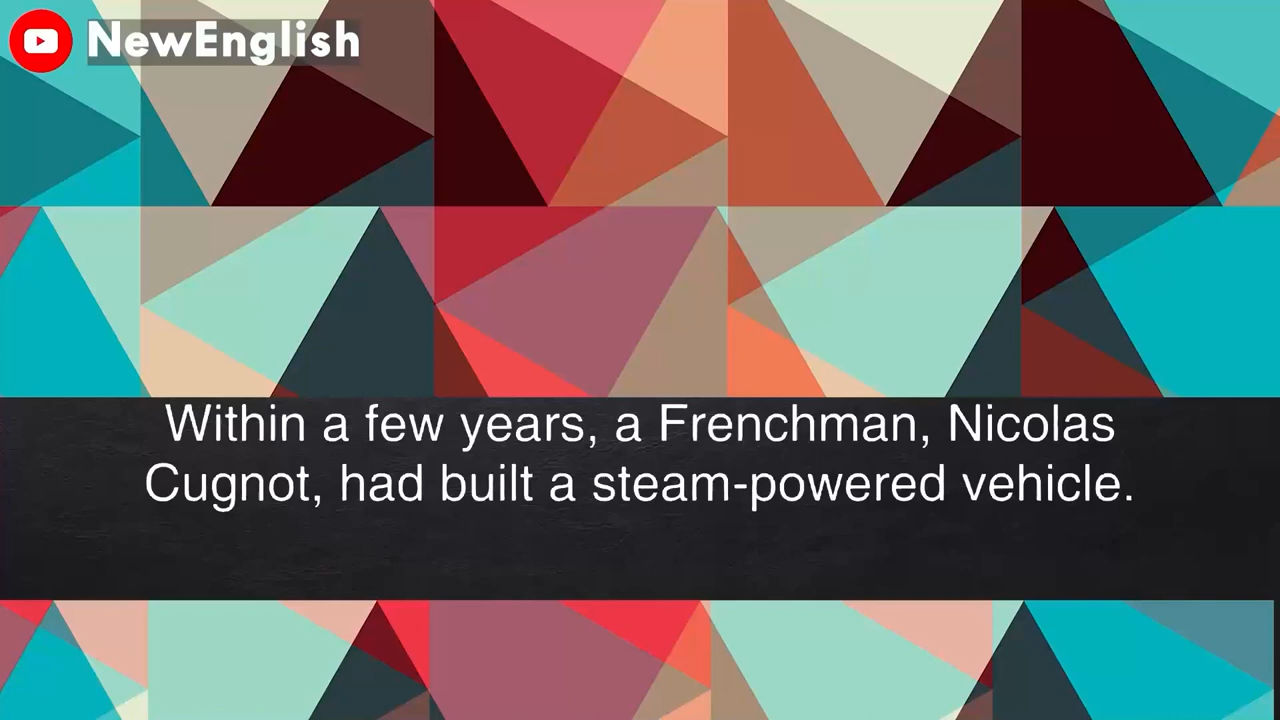 NewEnglish
Within a few years, a Frenchman, Nicolas
Cugnot, had built a steam-powered vehicle.